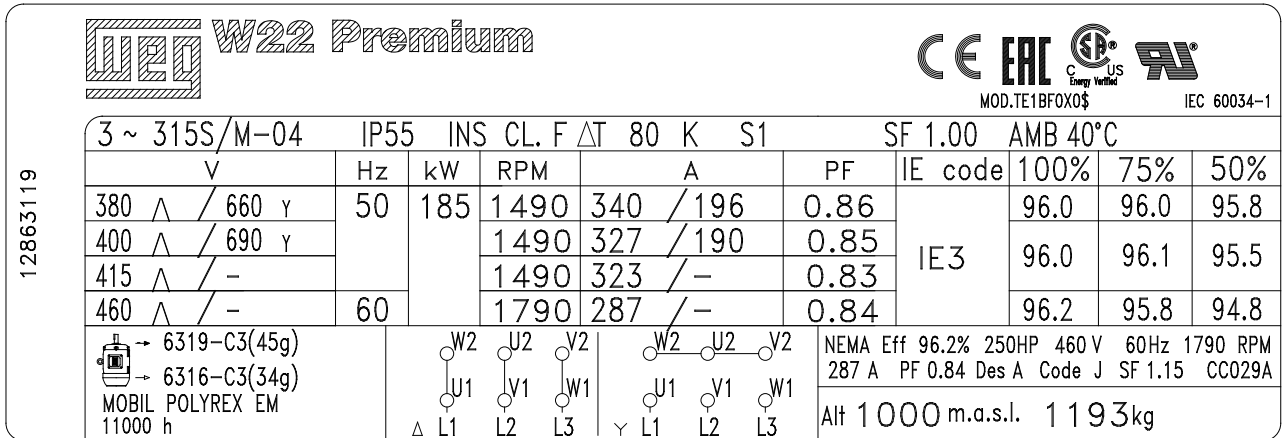 WEG W22 Premium
CE EAC CSA® C US Energy Verified RU®
MOD.TE1BF0X0$ IEC 60034-1
12863119
3 ~ 315S/M-04 IP55 INS CL. F ΔT 80 K S1 SF 1.00 AMB 40°C
V Hz kW RPM A PF IE code 100% 75% 50%
380 Δ / 660 Y 50 185 1490 340 / 196 0.86 96.0 96.0 95.8
400 Δ / 690 Y 1490 327 / 190 0.85 IE3 96.0 96.1 95.5
415 Δ / - 1490 323 / - 0.83
460 Δ / - 60 1790 287 / - 0.84 96.2 95.8 94.8
→ 6319-C3(45g)
→ 6316-C3(34g)
MOBIL POLYREX EM
11000 h
W2 U2 V2
U1 V1 W1
Δ L1 L2 L3
W2 U2 V2
U1 V1 W1
Y L1 L2 L3
NEMA Eff 96.2% 250HP 460 V 60Hz 1790 RPM
287 A PF 0.84 Des A Code J SF 1.15 CC029A
Alt 1000 m.a.s.l. 1193kg